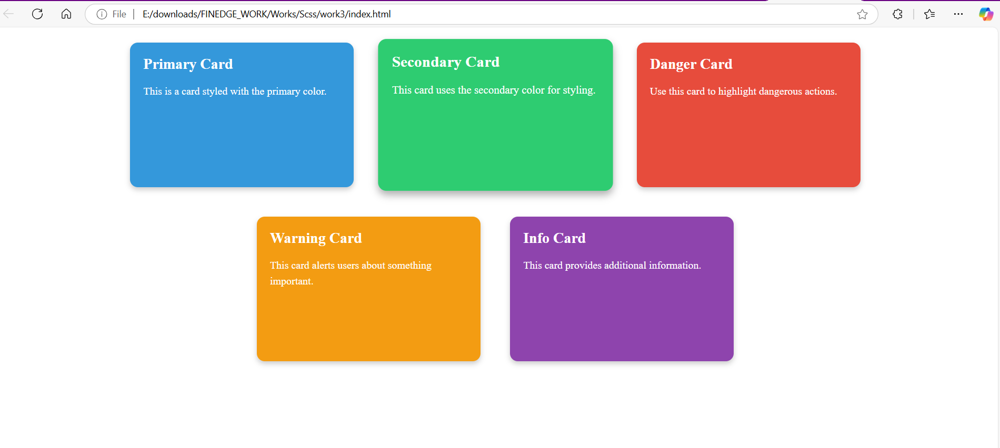 File
E:/downloads/FINEDGE_WORK/Works/Scss/work3/index.html
Primary Card
This is a card styled with the primary color.
Secondary Card
This card uses the secondary color for styling.
Danger Card
Use this card to highlight dangerous actions.
Warning Card
This card alerts users about something
important.
Info Card
This card provides additional information.